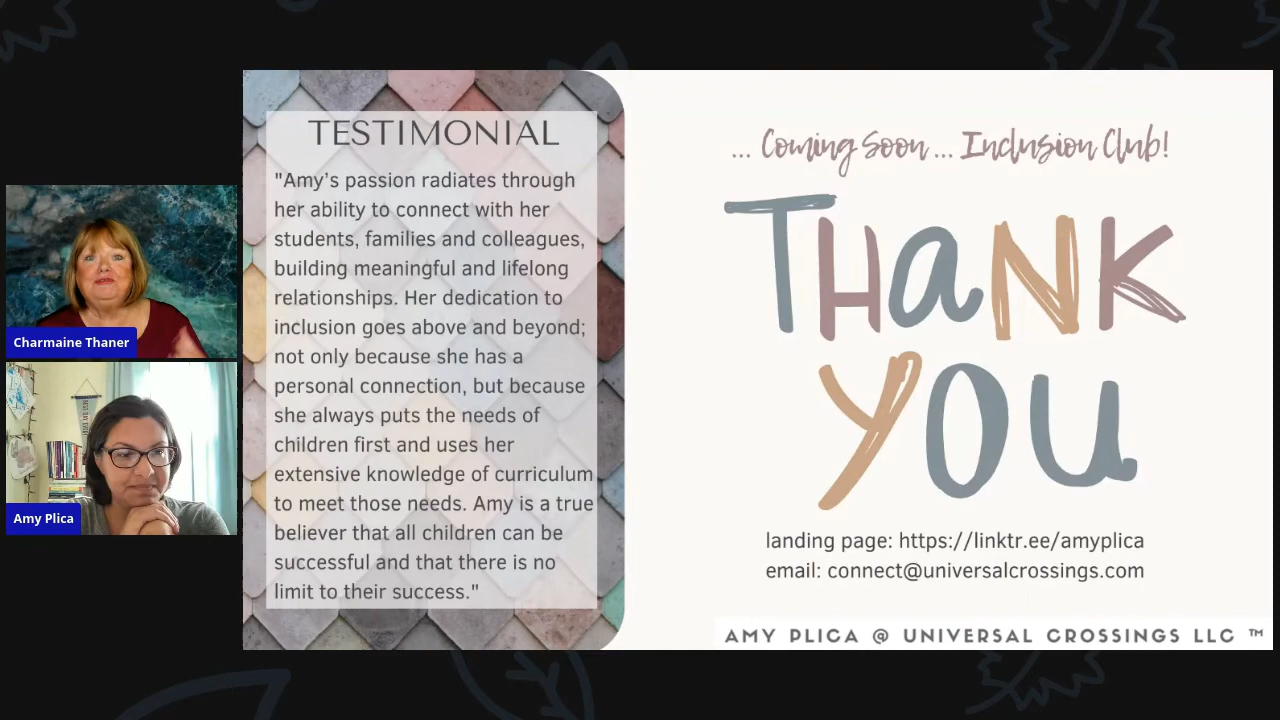 Charmaine Thaner
Amy Plica
TESTIMONIAL
"Amy's passion radiates through
her ability to connect with her
students, families and colleagues,
building meaningful and lifelong
relationships. Her dedication to
inclusion goes above and beyond;
not only because she has a
personal connection, but because
she always puts the needs of
children first and uses her
extensive knowledge of curriculum
to meet those needs. Amy is a true
believer that all children can be
successful and that there is no
limit to their success."
... Coming Soon ... Inclusion Club!
THaNK
YOu
landing page: https://linktr.ee/amyplica
email: connect@universalcrossings.com
AMY PLICA @ UNIVERSAL CROSSINGS LLC ™